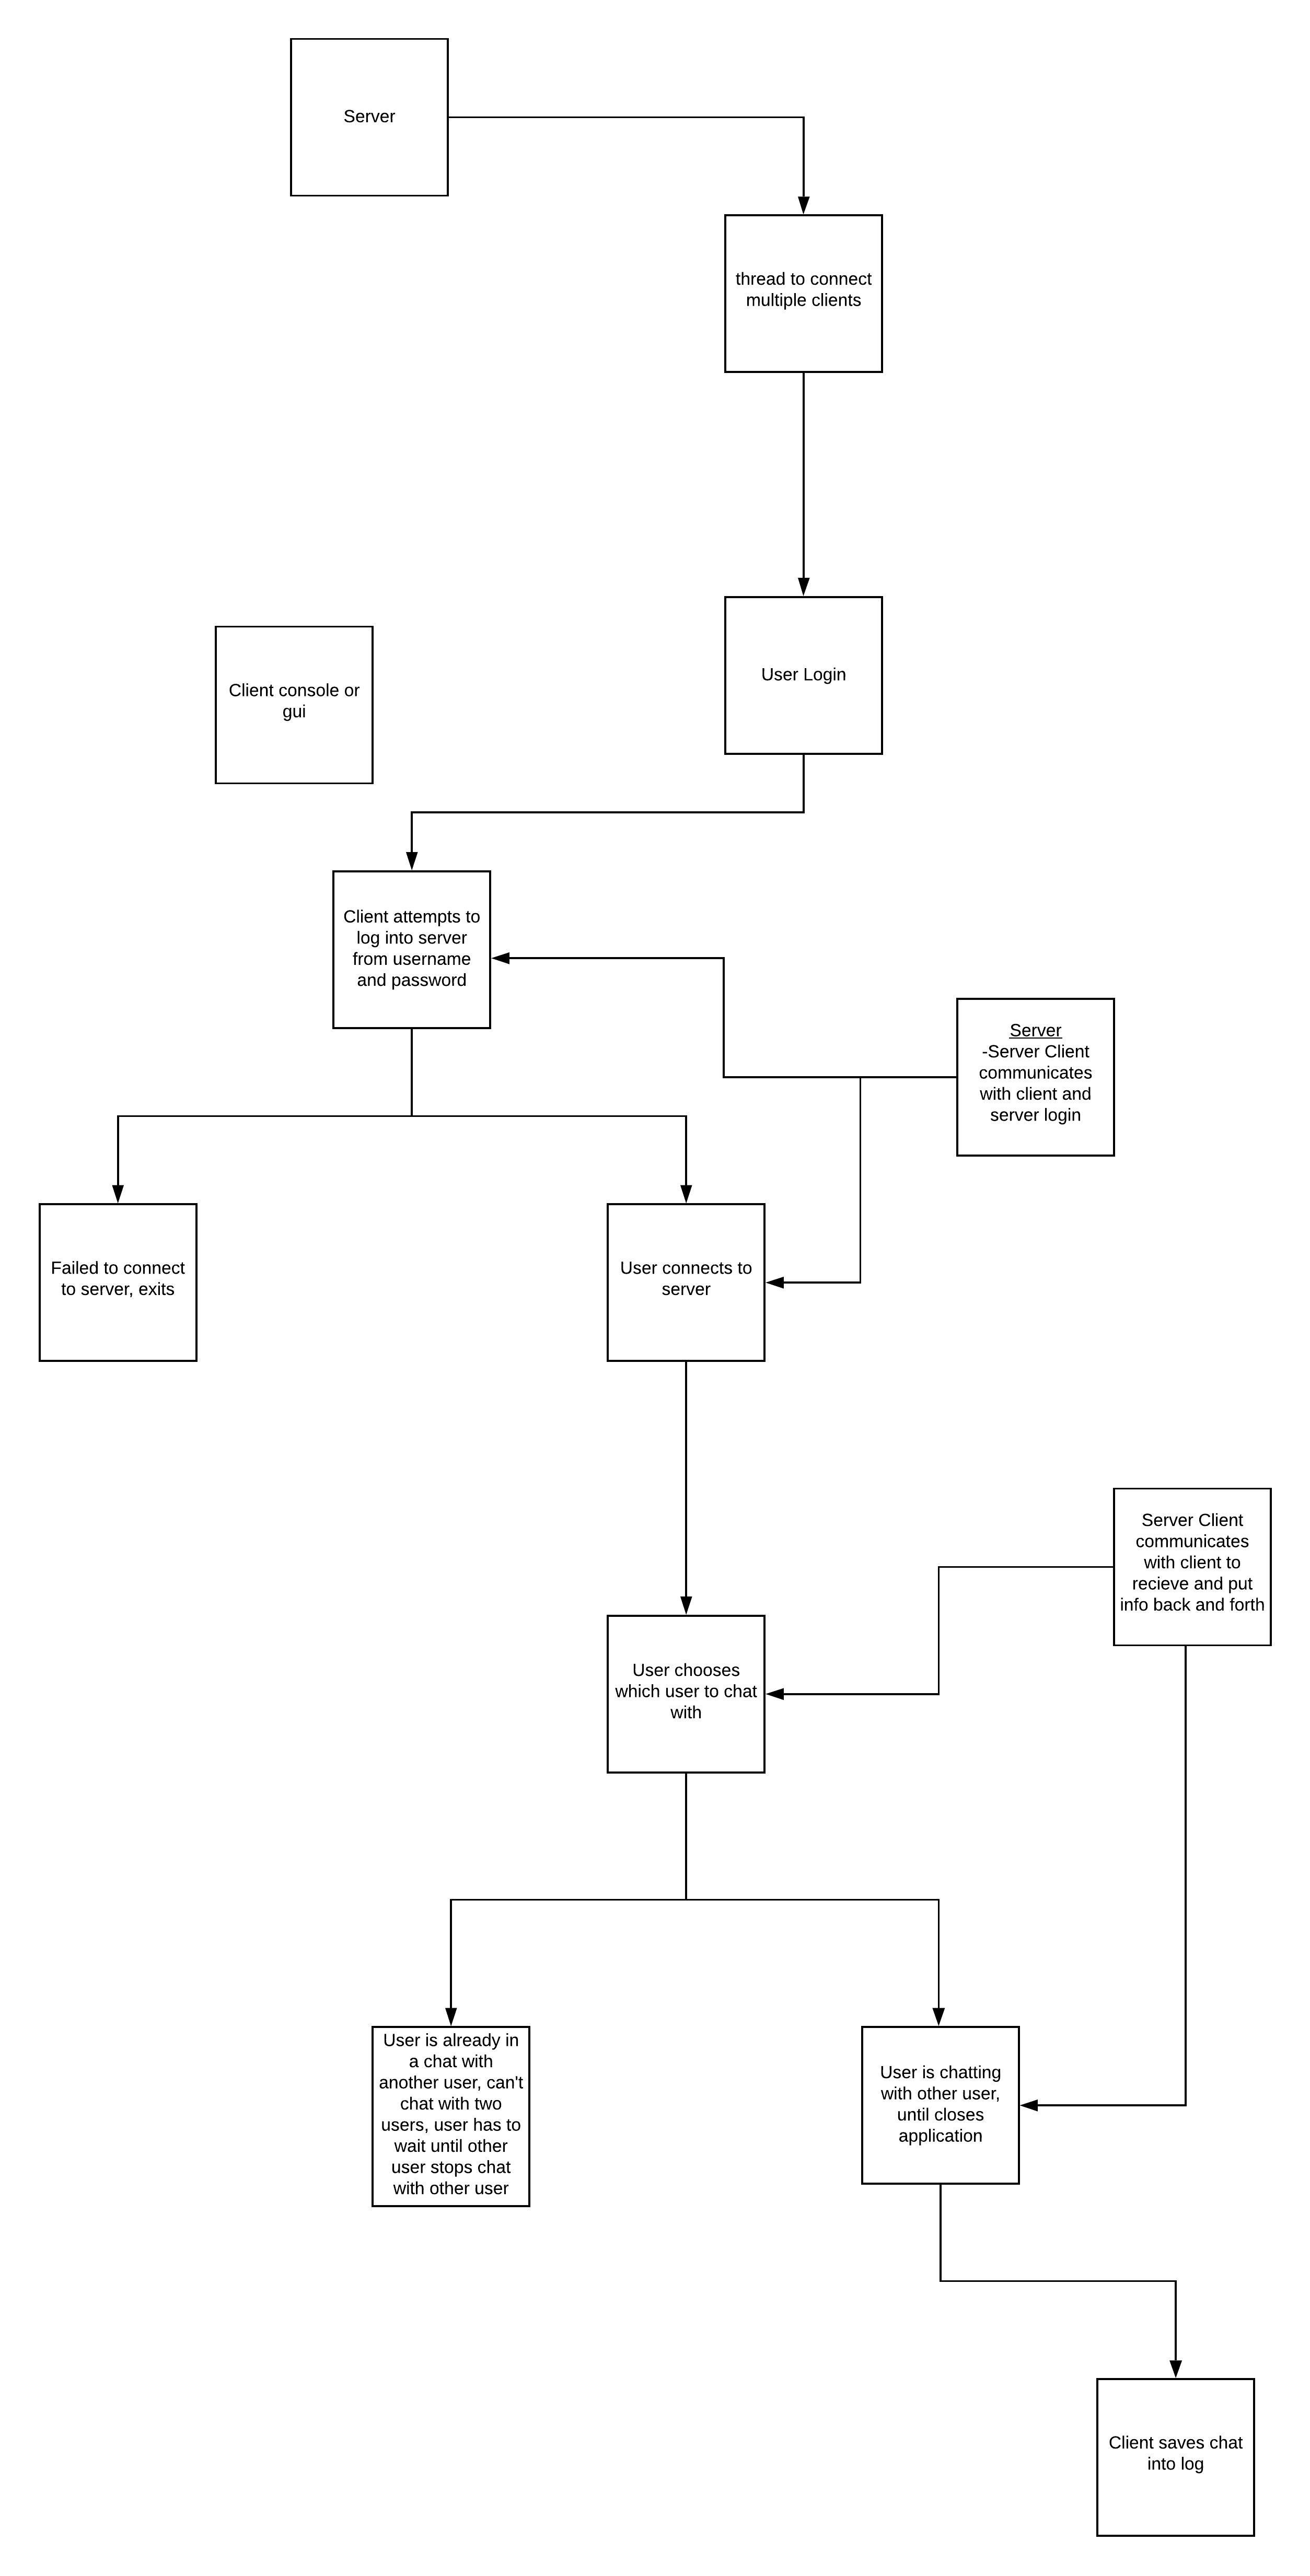 Server
thread to connect
multiple clients
User Login
Client console or
gui
Client attempts to
log into server
from username
and password
Server
-Server Client
communicates
with client and
server login
Failed to connect
to server, exits
User connects to
server
Server Client
communicates
with client to
recieve and put
info back and forth
User chooses
which user to chat
with
User is already in
a chat with
another user, can't
chat with two
users, user has to
wait until other
user stops chat
with other user
User is chatting
with other user,
until closes
application
Client saves chat
into log